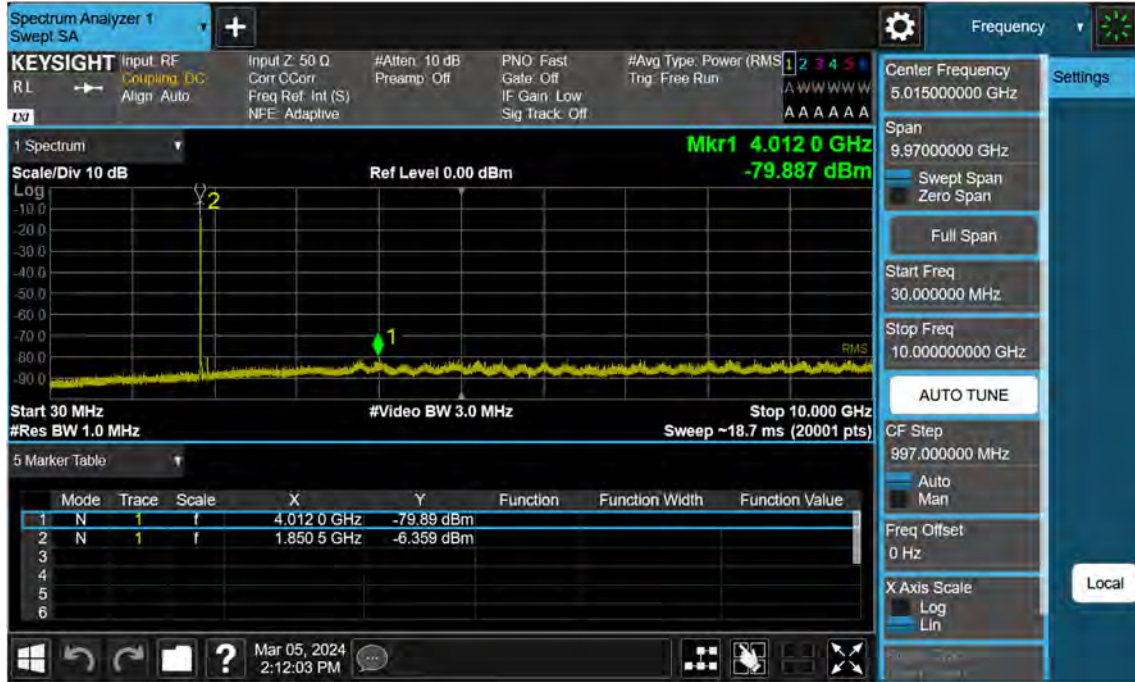 Spectrum Analyzer 1
Swept SA
+
Frequency
KEYSIGHT
RL
LXI
Input: RF
Coupling: DC
Align: Auto
Input Z: 50 Ω
Corr CCorr
Freq Ref: Int (S)
NFE: Adaptive
#Atten: 10 dB
Preamp: Off
PNO: Fast
Gate: Off
IF Gain: Low
Sig Track: Off
#Avg Type: Power (RMS
Trig: Free Run
1 2 3 4 5 6
A W W W W W
A A A A A A
1 Spectrum
Mkr1 4.012 0 GHz
Scale/Div 10 dB
Ref Level 0.00 dBm
-79.887 dBm
Log
-10.0
-20.0
-30.0
-40.0
-50.0
-60.0
-70.0
-80.0
-90.0
2
1
RMS
Start 30 MHz
#Video BW 3.0 MHz
Stop 10.000 GHz
#Res BW 1.0 MHz
Sweep ~18.7 ms (20001 pts)
5 Marker Table
Mode Trace Scale X Y Function Function Width Function Value
1 N 1 f 4.012 0 GHz -79.89 dBm
2 N 1 f 1.850 5 GHz -6.359 dBm
3
4
5
6
?
Mar 05, 2024
2:12:03 PM
Center Frequency
5.015000000 GHz
Settings
Span
9.97000000 GHz
Swept Span
Zero Span
Full Span
Start Freq
30.000000 MHz
Stop Freq
10.000000000 GHz
AUTO TUNE
CF Step
997.000000 MHz
Auto
Man
Freq Offset
0 Hz
X Axis Scale
Log
Lin
Local